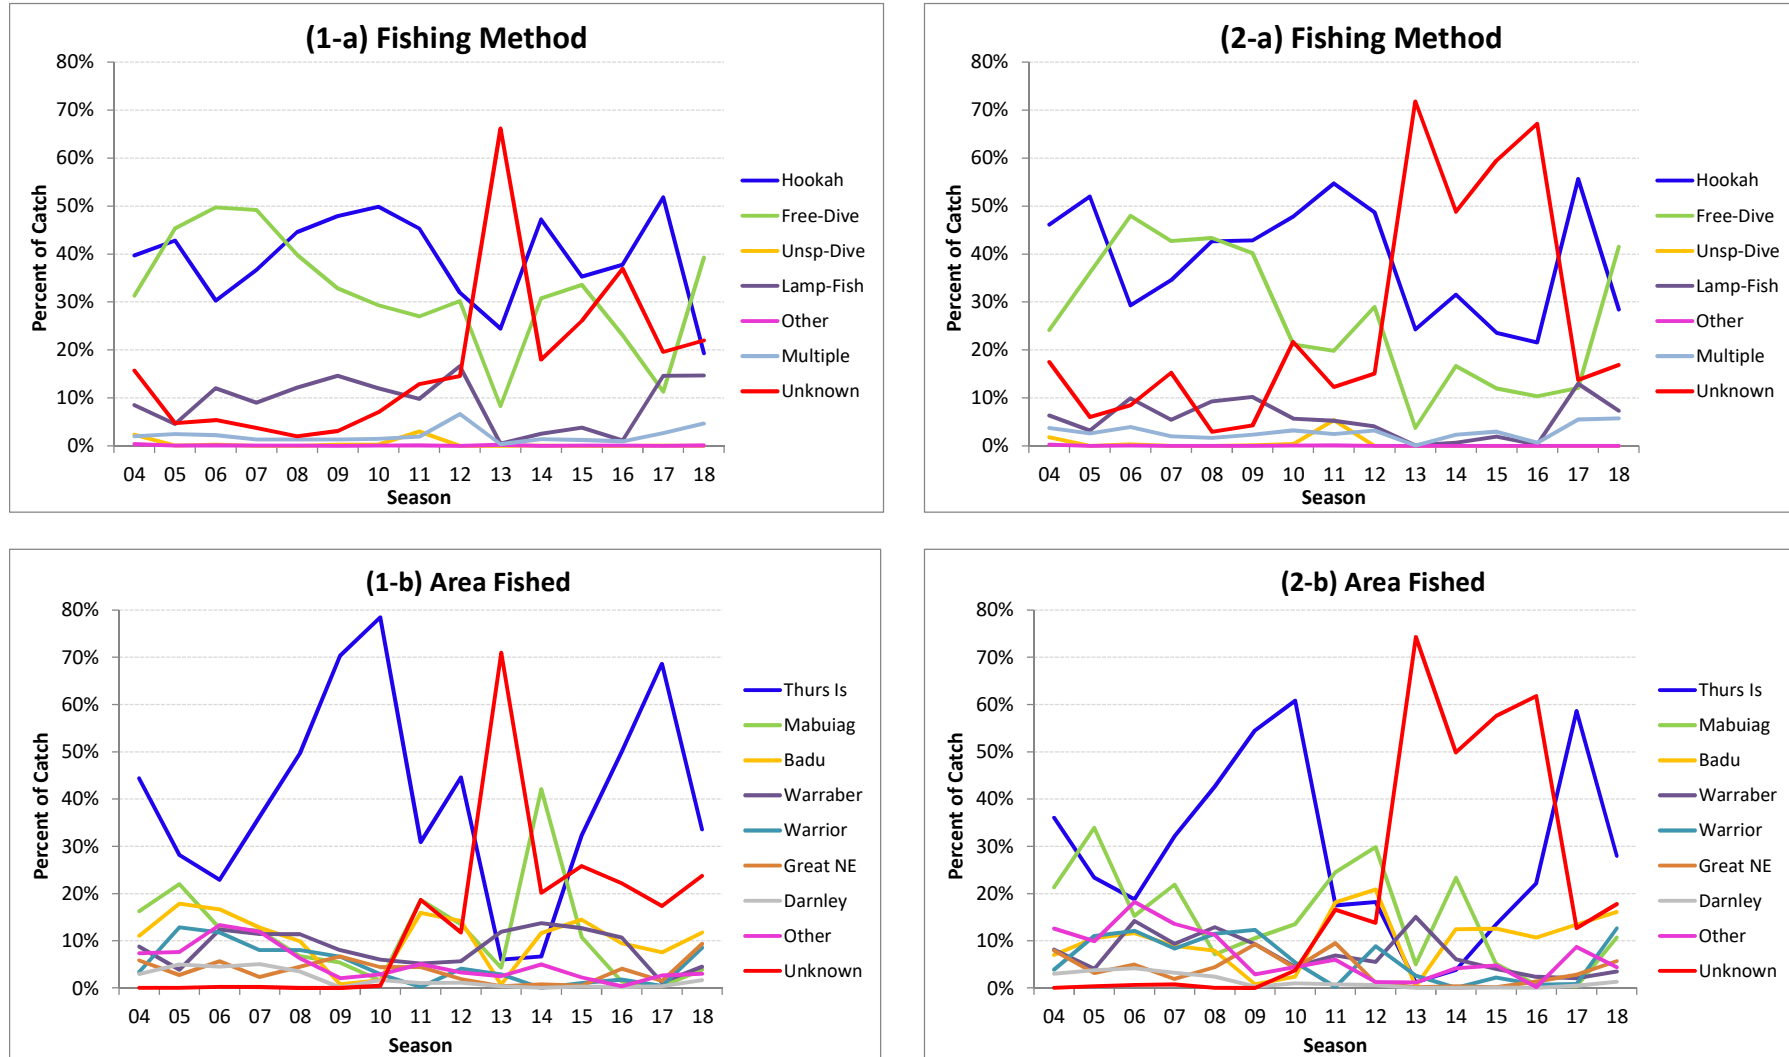 (1-a) Fishing Method
80%
70%
60%
50%
40%
30%
20%
10%
0%
Percent of Catch
04 05 06 07 08 09 10 11 12 13 14 15 16 17 18
Season
Hookah
Free-Dive
Unsp-Dive
Lamp-Fish
Other
Multiple
Unknown
(2-a) Fishing Method
80%
70%
60%
50%
40%
30%
20%
10%
0%
Percent of Catch
04 05 06 07 08 09 10 11 12 13 14 15 16 17 18
Season
Hookah
Free-Dive
Unsp-Dive
Lamp-Fish
Other
Multiple
Unknown
(1-b) Area Fished
80%
70%
60%
50%
40%
30%
20%
10%
0%
Percent of Catch
04 05 06 07 08 09 10 11 12 13 14 15 16 17 18
Season
Thurs Is
Mabuiag
Badu
Warraber
Warrior
Great NE
Darnley
Other
Unknown
(2-b) Area Fished
80%
70%
60%
50%
40%
30%
20%
10%
0%
Percent of Catch
04 05 06 07 08 09 10 11 12 13 14 15 16 17 18
Season
Thurs Is
Mabuiag
Badu
Warraber
Warrior
Great NE
Darnley
Other
Unknown